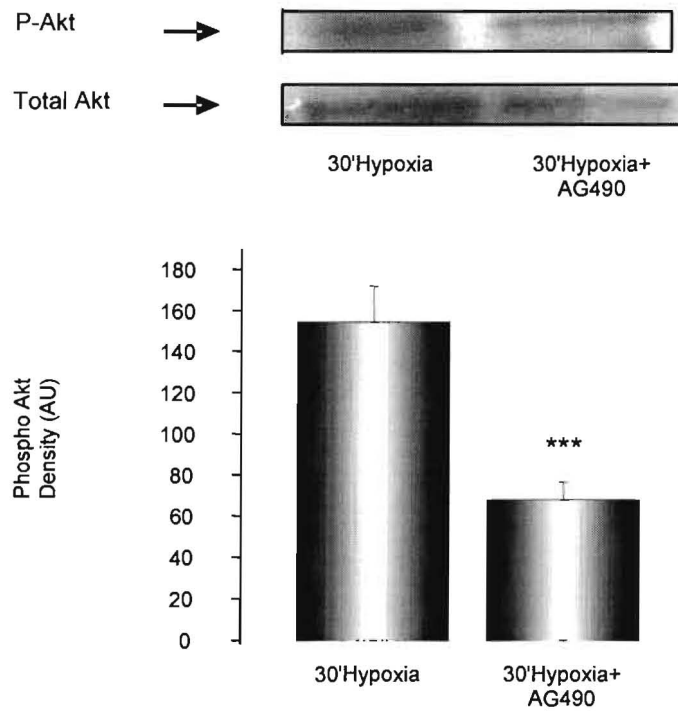 P-Akt
Total Akt
30'Hypoxia
30'Hypoxia+
AG490
180
160
140
120
100
80
60
40
20
0
Phospho Akt
Density (AU)
***
30'Hypoxia
30'Hypoxia+
AG490